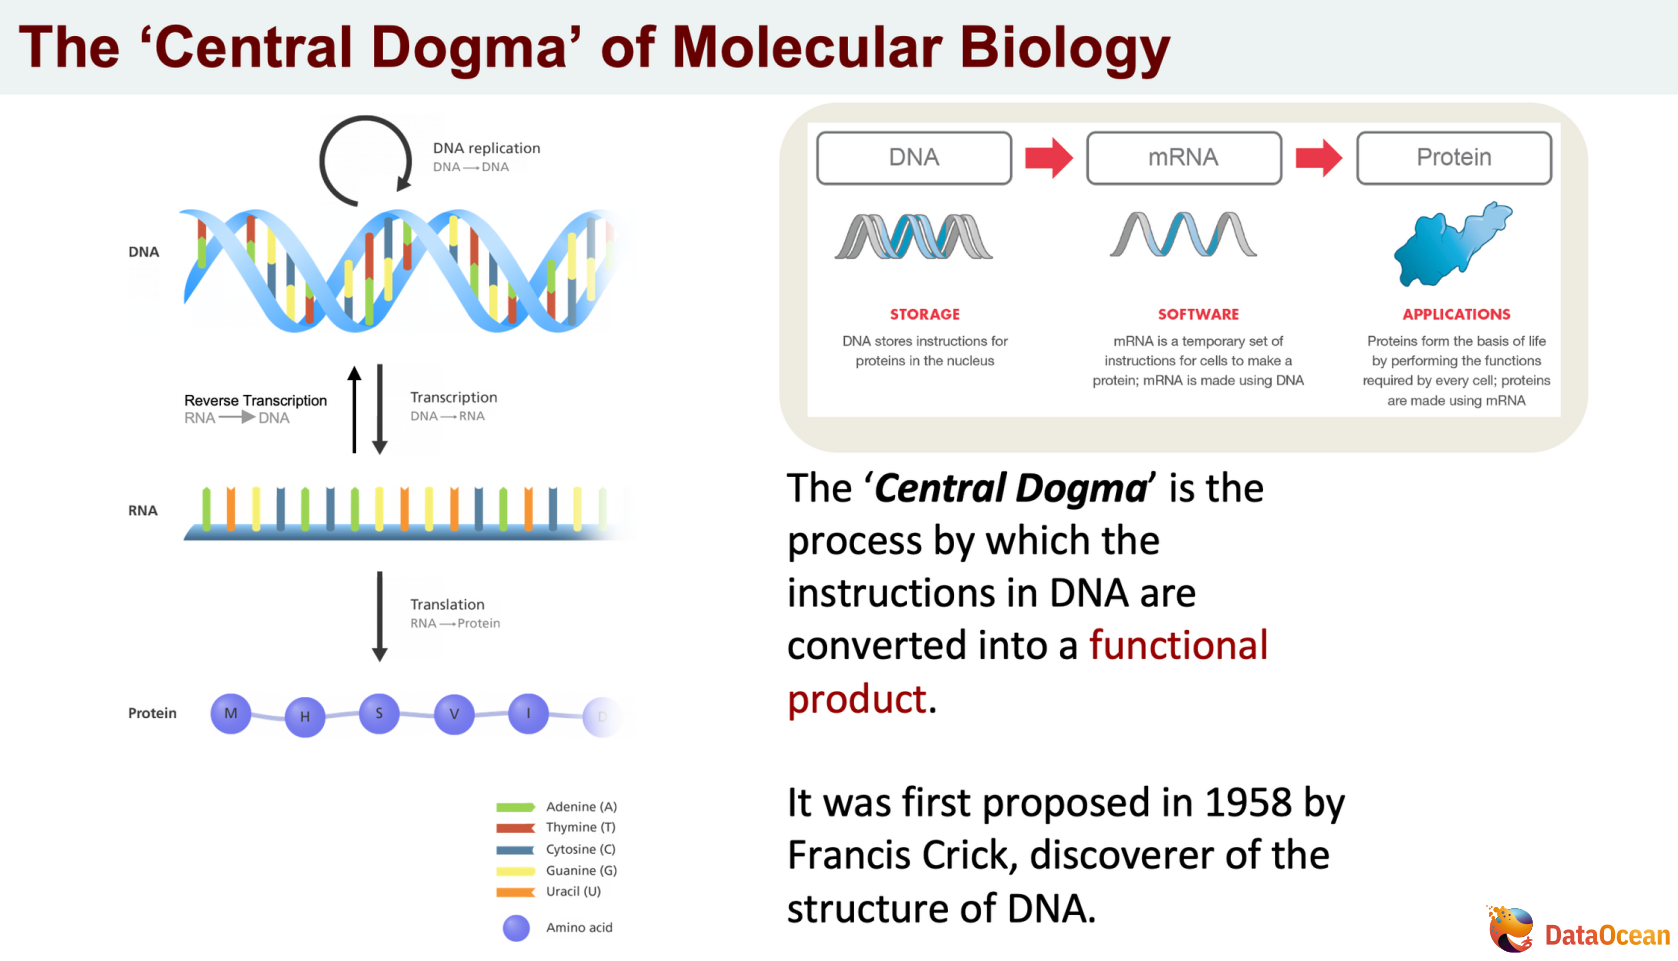 The ‘Central Dogma’ of Molecular Biology
DNA replication
DNA → DNA
DNA
Reverse Transcription
RNA → DNA
Transcription
DNA → RNA
RNA
Translation
RNA → Protein
Protein
M H S V I D
Adenine (A)
Thymine (T)
Cytosine (C)
Guanine (G)
Uracil (U)
Amino acid
DNA
mRNA
Protein
STORAGE
DNA stores instructions for
proteins in the nucleus
SOFTWARE
mRNA is a temporary set of
instructions for cells to make a
protein; mRNA is made using DNA
APPLICATIONS
Proteins form the basis of life
by performing the functions
required by every cell; proteins
are made using mRNA
The ‘Central Dogma’ is the
process by which the
instructions in DNA are
converted into a functional
product.
It was first proposed in 1958 by
Francis Crick, discoverer of the
structure of DNA.
DataOcean